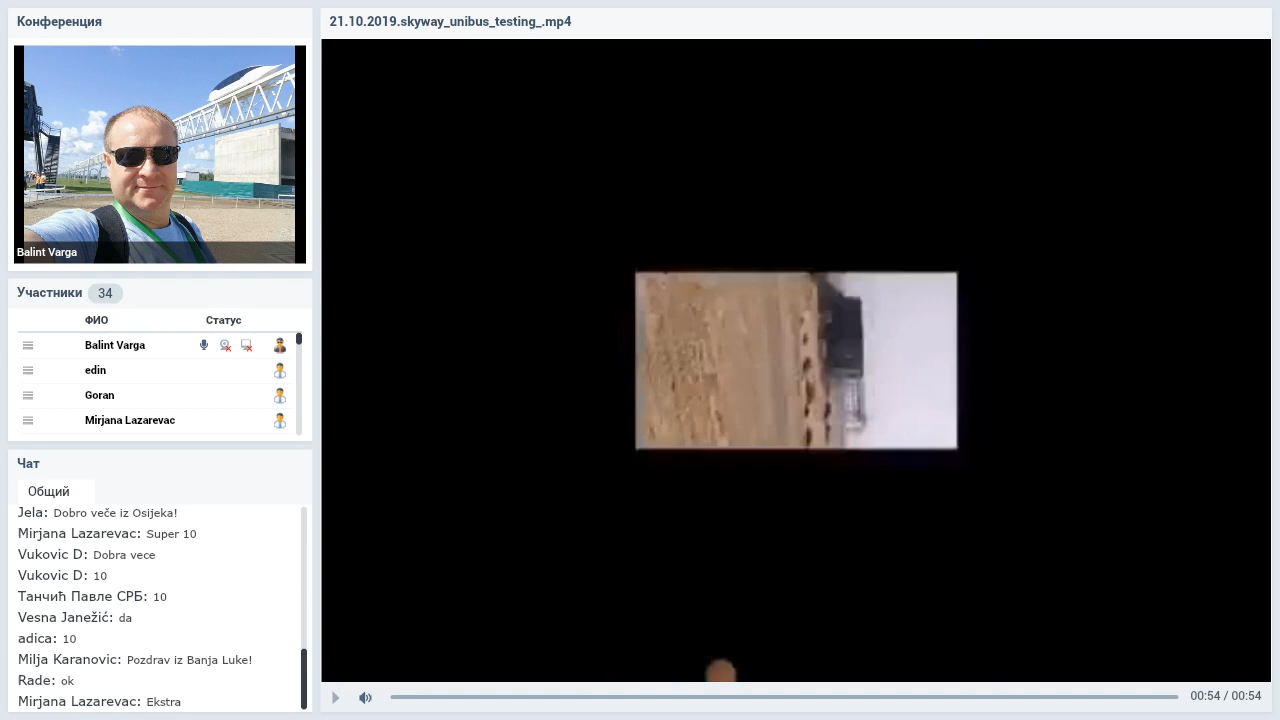 Конференция
Balint Varga
Участники 34
ФИО Статус
Balint Varga
edin
Goran
Mirjana Lazarevac
Чат
Общий
Jela: Dobro veče iz Osijeka!
Mirjana Lazarevac: Super 10
Vukovic D: Dobra vece
Vukovic D: 10
Танчић Павле СРБ: 10
Vesna Janežić: da
adica: 10
Milja Karanovic: Pozdrav iz Banja Luke!
Rade: ok
Mirjana Lazarevac: Ekstra
21.10.2019.skyway_unibus_testing_.mp4
00:54 / 00:54